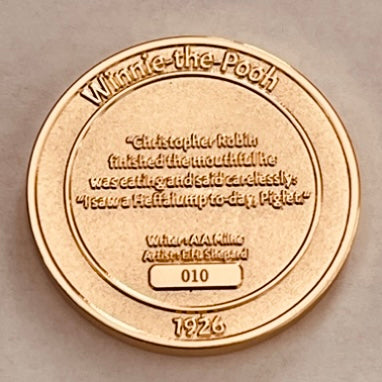 Winnie-the-Pooh
"Christopher Robin
finished the mouthful he
was eating and said carelessly:
"I saw a Heffalump to-day, Piglet."
Writer: A.A Milne
Artist: E.H. Shepard
010
1926